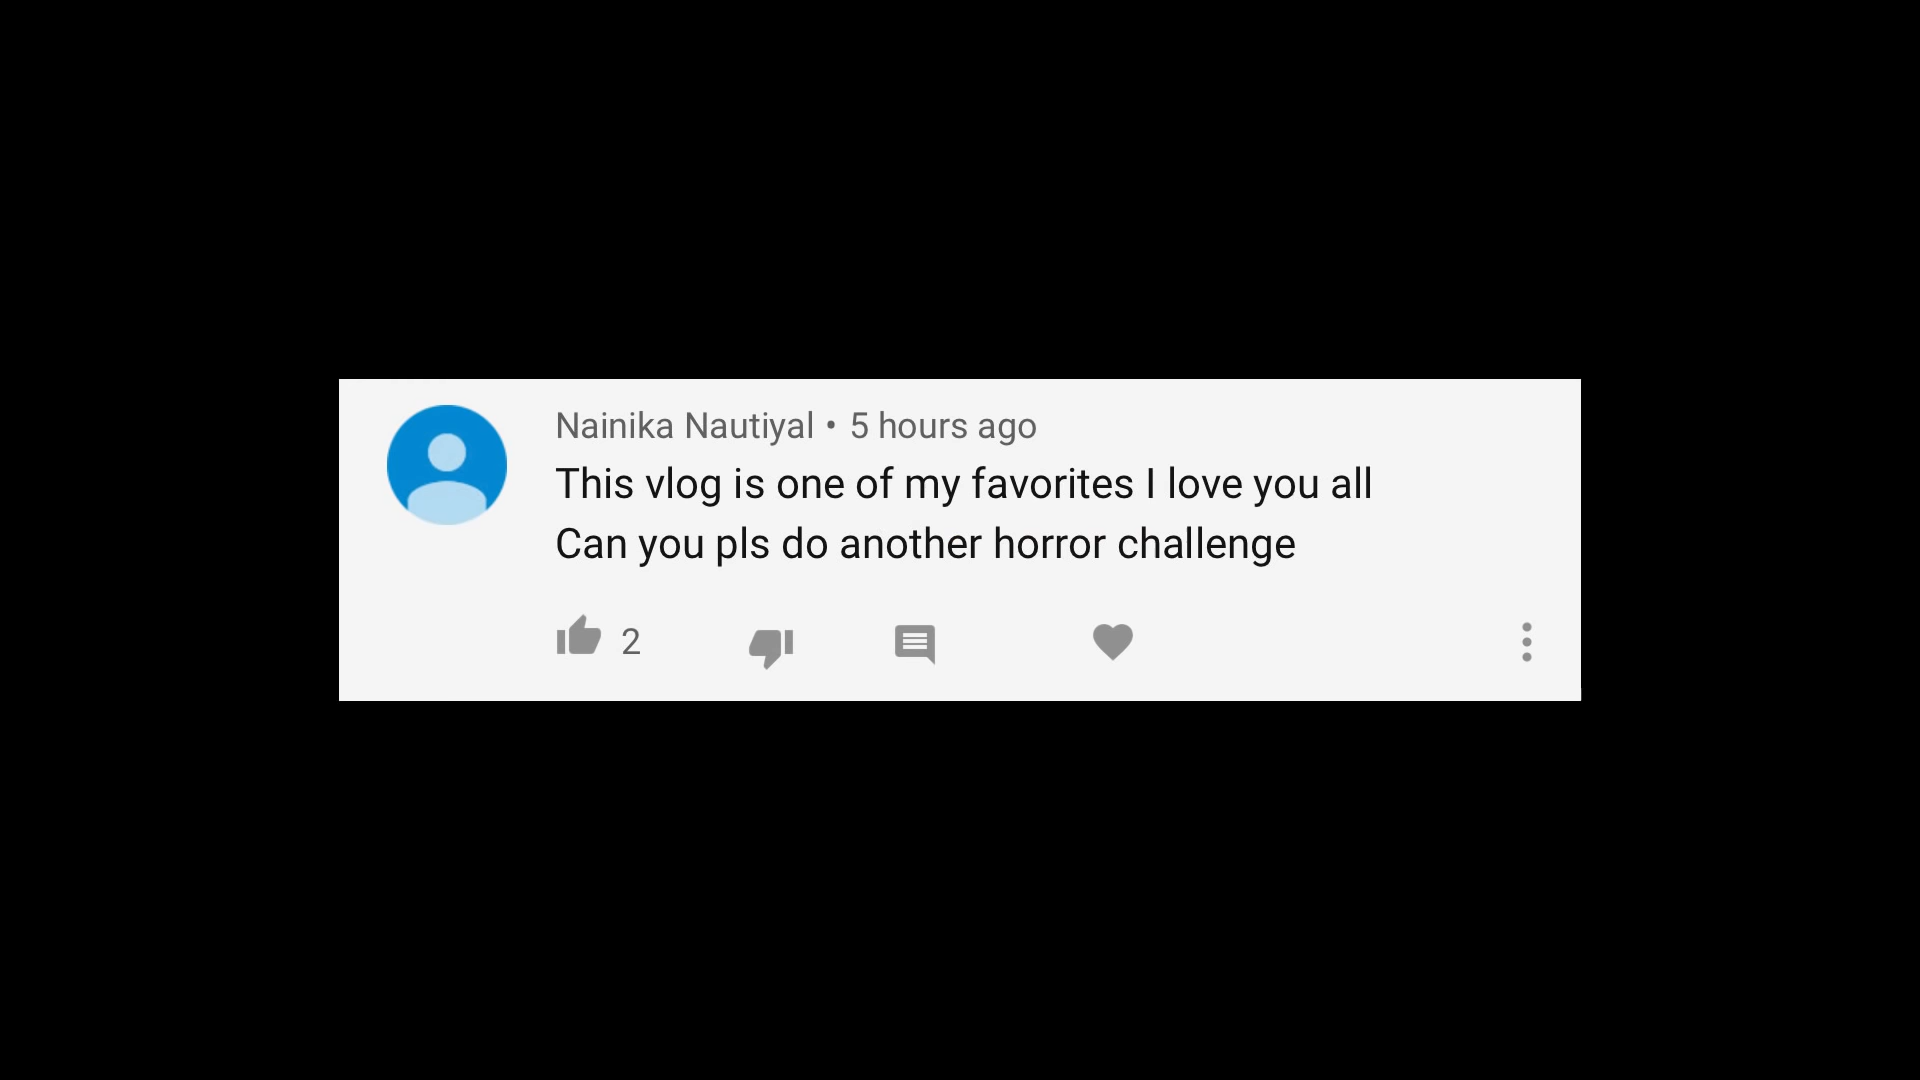 Nainika Nautiyal • 5 hours ago
This vlog is one of my favorites I love you all
Can you pls do another horror challenge
2